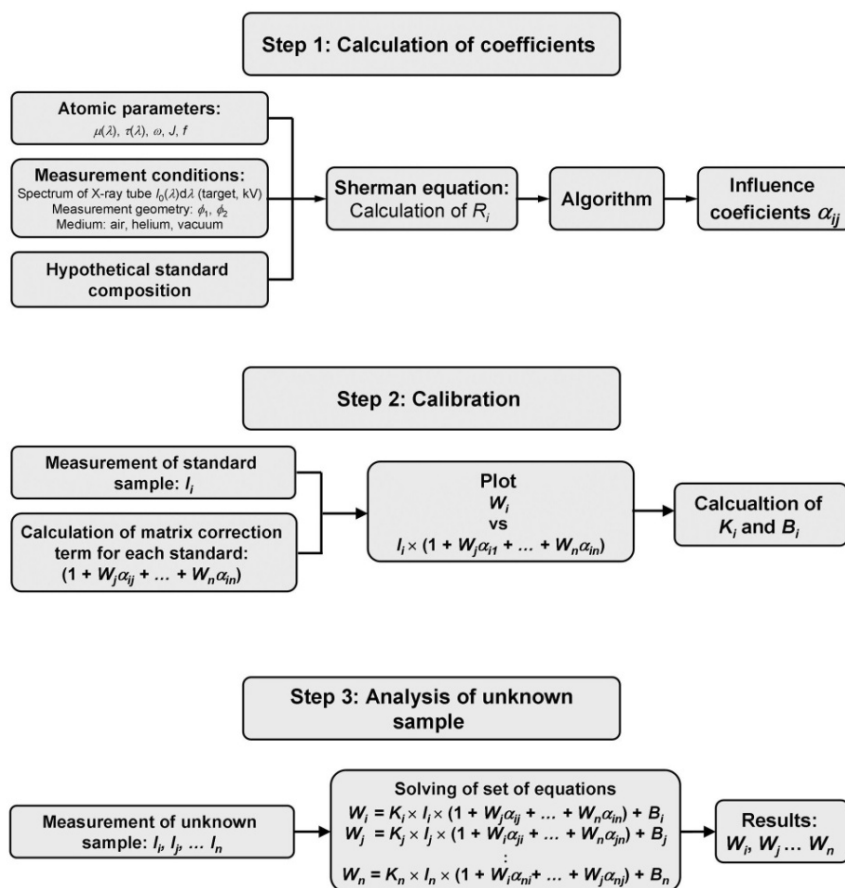 Step 1: Calculation of coefficients
Atomic parameters:
μ(λ), τ(λ), ω, J, f
Measurement conditions:
Spectrum of X-ray tube I₀(λ)dλ (target, kV)
Measurement geometry: ϕ₁, ϕ₂
Medium: air, helium, vacuum
Hypothetical standard
composition
Sherman equation:
Calculation of Rᵢ
Algorithm
Influence
coeficients αᵢⱼ
Step 2: Calibration
Measurement of standard
sample: Iᵢ
Calculation of matrix correction
term for each standard:
(1 + Wⱼαᵢⱼ + ... + Wₙαᵢₙ)
Plot
Wᵢ
vs
Iᵢ × (1 + Wⱼαᵢ₁ + ... + Wₙαᵢₙ)
Calcualtion of
Kᵢ and Bᵢ
Step 3: Analysis of unknown
sample
Measurement of unknown
sample: Iᵢ, Iⱼ, ... Iₙ
Solving of set of equations
Wᵢ = Kᵢ × Iᵢ × (1 + Wⱼαᵢⱼ + ... + Wₙαᵢₙ) + Bᵢ
Wⱼ = Kⱼ × Iⱼ × (1 + Wᵢαⱼᵢ + ... + Wₙαⱼₙ) + Bⱼ
⋮
Wₙ = Kₙ × Iₙ × (1 + Wᵢαₙᵢ + ... + Wⱼαₙⱼ) + Bₙ
Results:
Wᵢ, Wⱼ ... Wₙ